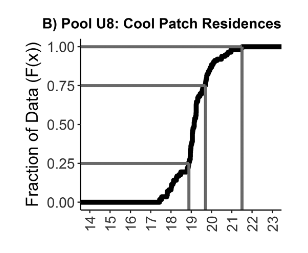 B) Pool U8: Cool Patch Residences
Fraction of Data (F(x))
1.00
0.75
0.50
0.25
0.00
14 15 16 17 18 19 20 21 22 23